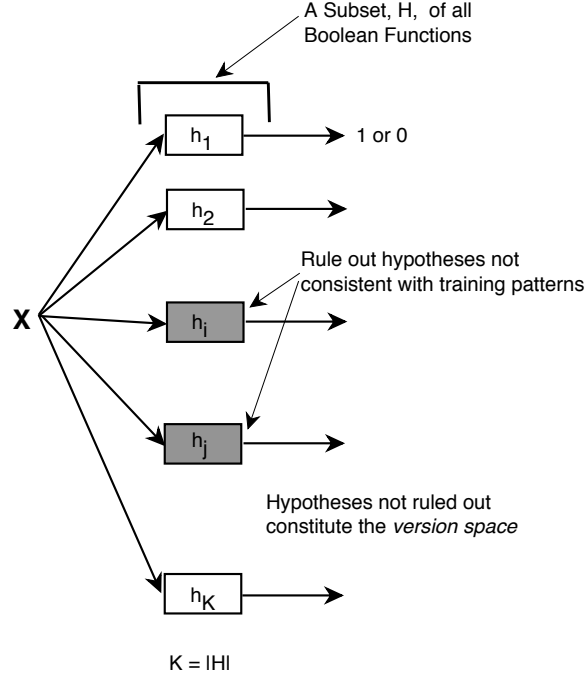 A Subset, H,  of all
Boolean Functions
h1
1 or 0
h2
Rule out hypotheses not
consistent with training patterns
X
hi
hj
Hypotheses not ruled out
constitute the version space
hK
K = |H|